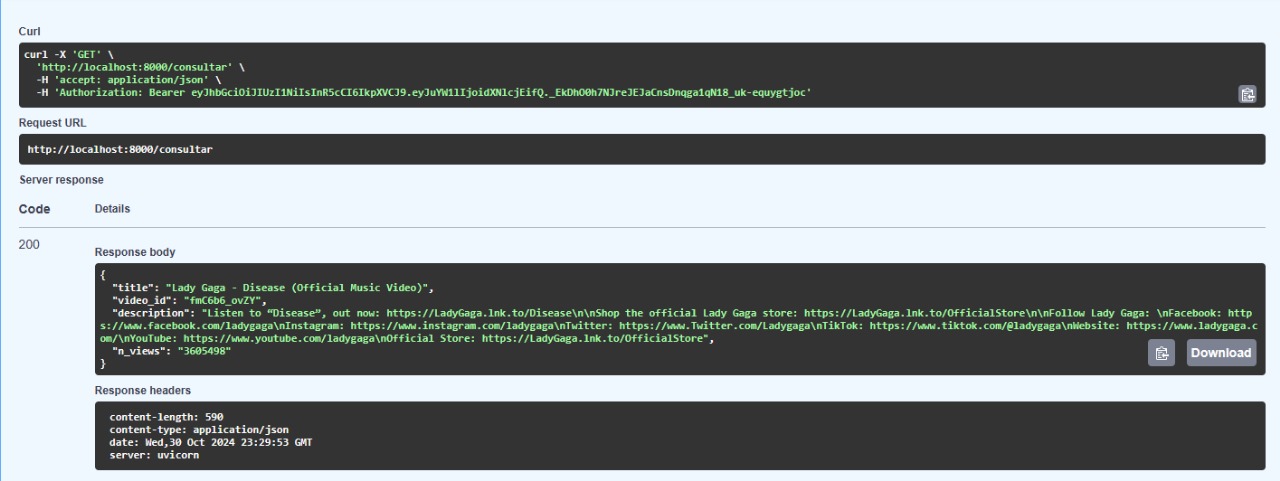 Curl
curl -X 'GET' \
'http://localhost:8000/consultar' \
-H 'accept: application/json' \
-H 'Authorization: Bearer eyJhbGciOiJIUzI1NiIsInR5cCI6IkpXVCJ9.eyJuYW1lIjoidXNlcjEifQ._EkDhO0h7NJreJEJaCnsDnqga1qN18_uk-equygtjoc'
Request URL
http://localhost:8000/consultar
Server response
Code Details
200
Response body
{
"title": "Lady Gaga - Disease (Official Music Video)",
"video_id": "fmC6b6_ovZY",
"description": "Listen to “Disease”, out now: https://LadyGaga.lnk.to/Disease\n\nShop the official Lady Gaga store: https://LadyGaga.lnk.to/OfficialStore\n\nFollow Lady Gaga: \nFacebook: http
s://www.facebook.com/ladygaga\nInstagram: https://www.instagram.com/ladygaga\nTwitter: https://www.Twitter.com/Ladygaga\nTikTok: https://www.tiktok.com/@ladygaga\nWebsite: https://www.ladygaga.c
om/\nYouTube: https://www.youtube.com/ladygaga\nOfficial Store: https://LadyGaga.lnk.to/OfficialStore",
"n_views": "3605498"
}
Download
Response headers
content-length: 590
content-type: application/json
date: Wed,30 Oct 2024 23:29:53 GMT
server: uvicorn